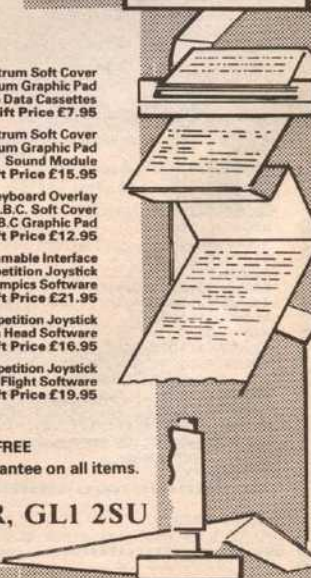 trum Soft Cover
um Graphic Pad
Data Cassettes
ift Price £7.95
trum Soft Cover
um Graphic Pad
Sound Module
t Price £15.95
eyboard Overlay
.B.C. Soft Cover
B.C Graphic Pad
t Price £12.95
mable Interface
petition Joystick
mpics Software
t Price £21.95
petition Joystick
Head Software
t Price £16.95
petition Joystick
Flight Software
t Price £19.95
FREE
antee on all items.
R, GL1 2SU